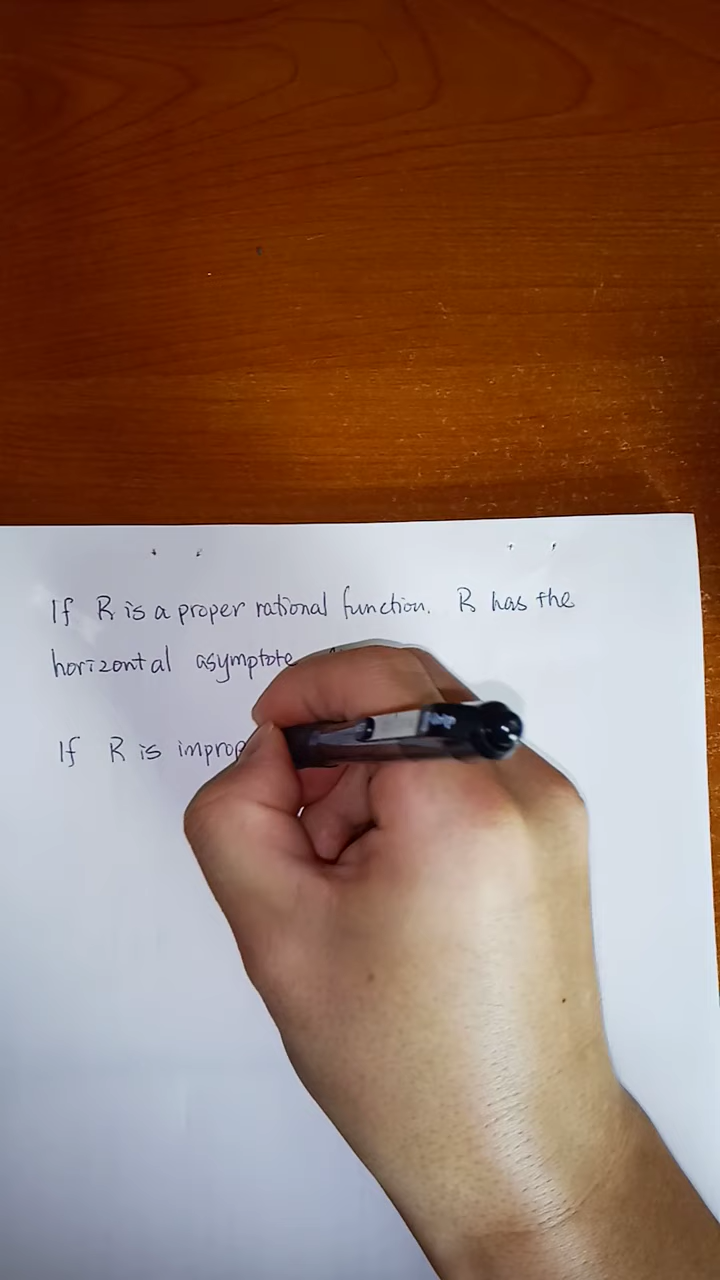 If R is a proper rational function. R has the
horizontal asymptote
If R is improp